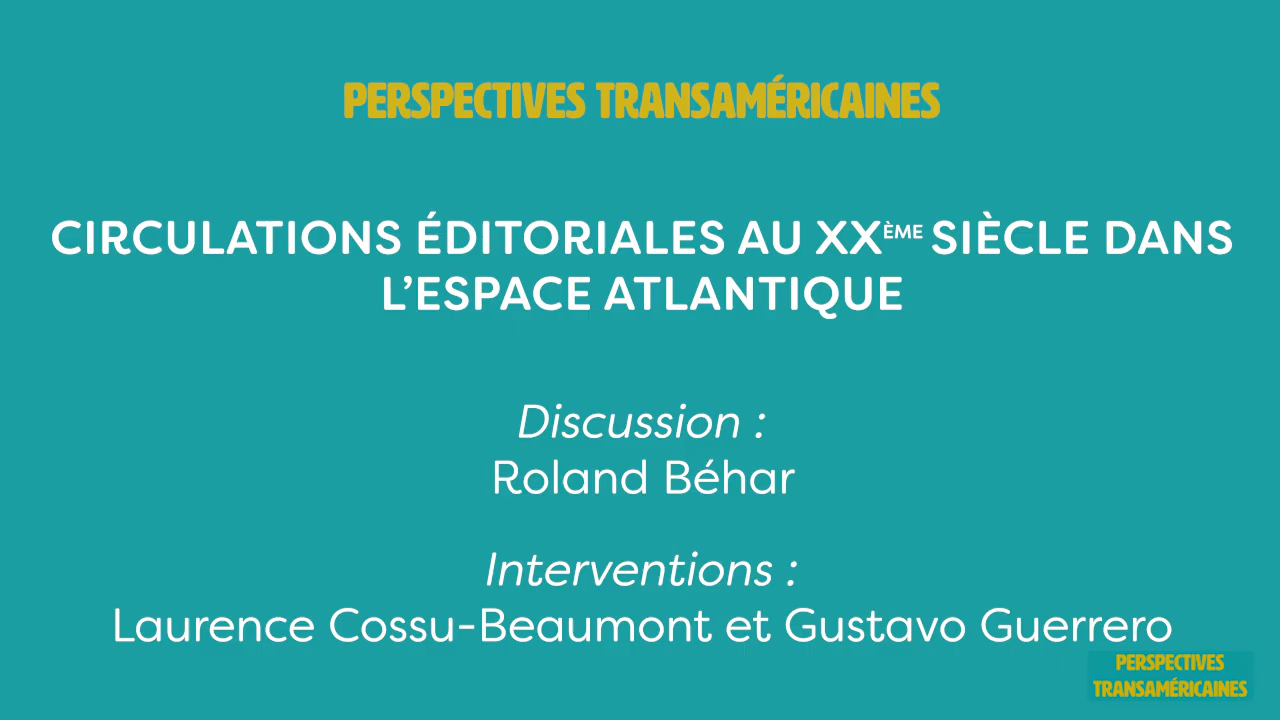 PERSPECTIVES TRANSAMÉRICAINES
CIRCULATIONS ÉDITORIALES AU XXÈME SIÈCLE DANS
L’ESPACE ATLANTIQUE
Discussion :
Roland Béhar
Interventions :
Laurence Cossu-Beaumont et Gustavo Guerrero
PERSPECTIVES
TRANSAMÉRICAINES